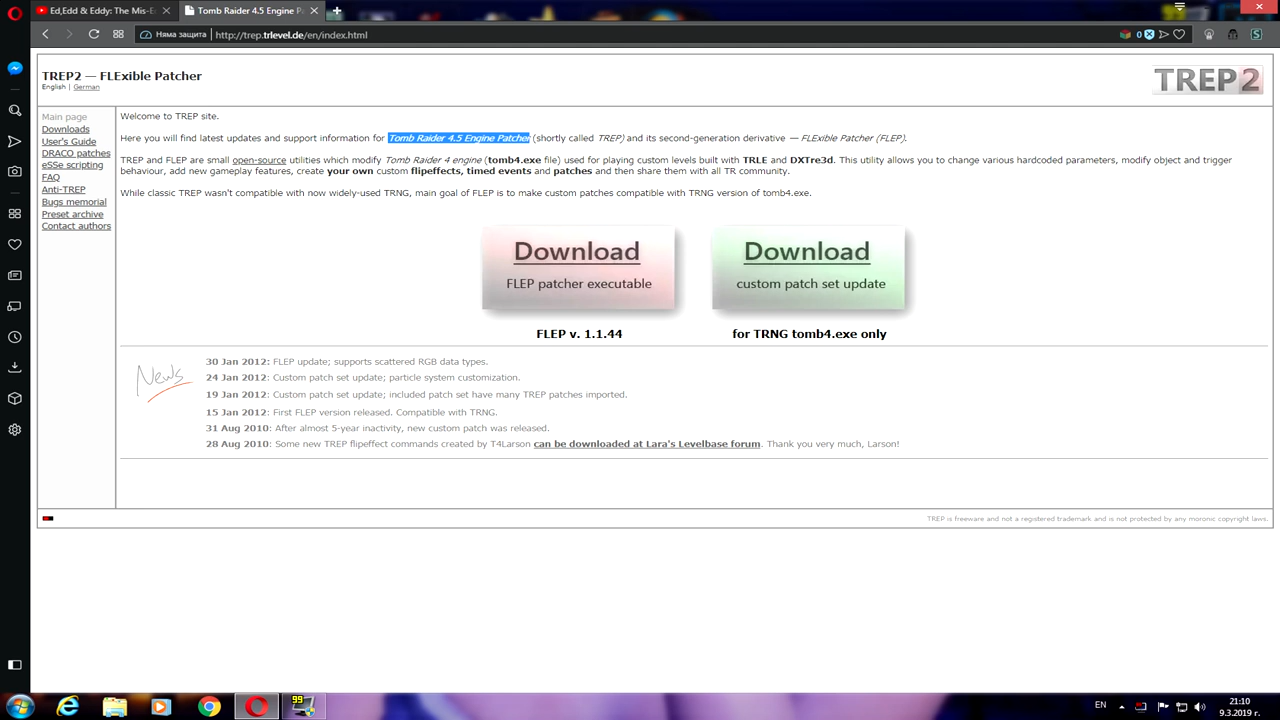 Ed,Edd & Eddy: The Mis-E
Tomb Raider 4.5 Engine P
Няма защита
http://trep.trlevel.de/en/index.html
0
TREP2 — FLExible Patcher
English | German
TREP2
Main page
Downloads
User's Guide
DRACO patches
eSSe scripting
FAQ
Anti-TREP
Bugs memorial
Preset archive
Contact authors
Welcome to TREP site.
Here you will find latest updates and support information for Tomb Raider 4.5 Engine Patcher (shortly called TREP) and its second-generation derivative — FLExible Patcher (FLEP).
TREP and FLEP are small open-source utilities which modify Tomb Raider 4 engine (tomb4.exe file) used for playing custom levels built with TRLE and DXTre3d. This utility allows you to change various hardcoded parameters, modify object and trigger
behaviour, add new gameplay features, create your own custom flipeffects, timed events and patches and then share them with all TR community.
While classic TREP wasn't compatible with now widely-used TRNG, main goal of FLEP is to make custom patches compatible with TRNG version of tomb4.exe.
Download
FLEP patcher executable
Download
custom patch set update
FLEP v. 1.1.44
for TRNG tomb4.exe only
News
30 Jan 2012: FLEP update; supports scattered RGB data types.
24 Jan 2012: Custom patch set update; particle system customization.
19 Jan 2012: Custom patch set update; included patch set have many TREP patches imported.
15 Jan 2012: First FLEP version released. Compatible with TRNG.
31 Aug 2010: After almost 5-year inactivity, new custom patch was released.
28 Aug 2010: Some new TREP flipeffect commands created by T4Larson can be downloaded at Lara's Levelbase forum. Thank you very much, Larson!
TREP is freeware and not a registered trademark and is not protected by any moronic copyright laws.
99
EN
21:10
9.3.2019 г.